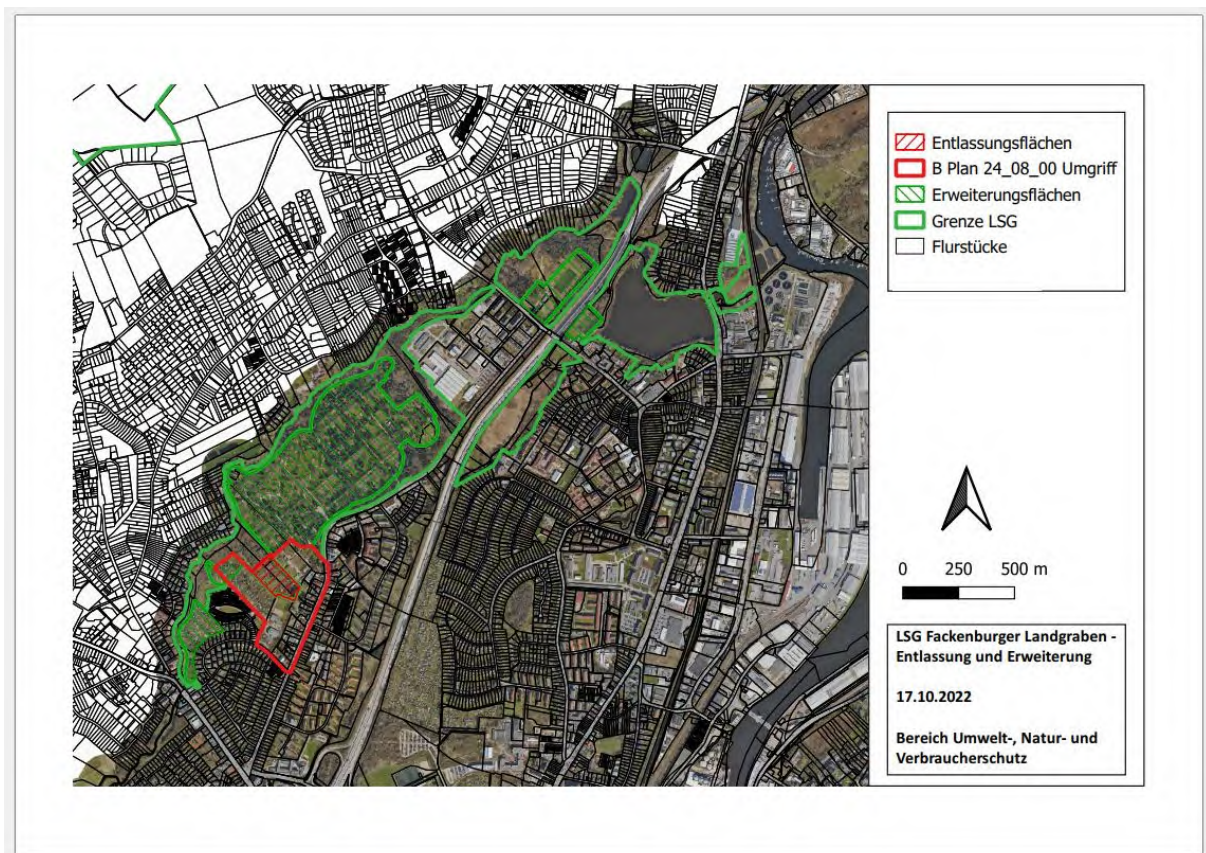 Entlassungsflächen
B Plan 24_08_00 Umgriff
Erweiterungsflächen
Grenze LSG
Flurstücke
0 250 500 m
LSG Fackenburger Landgraben -
Entlassung und Erweiterung
17.10.2022
Bereich Umwelt-, Natur- und
Verbraucherschutz